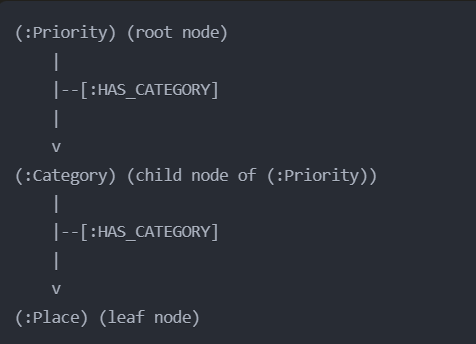 (:Priority) (root node)
|
|--[:HAS_CATEGORY]
|
v
(:Category) (child node of (:Priority))
|
|--[:HAS_CATEGORY]
|
v
(:Place) (leaf node)